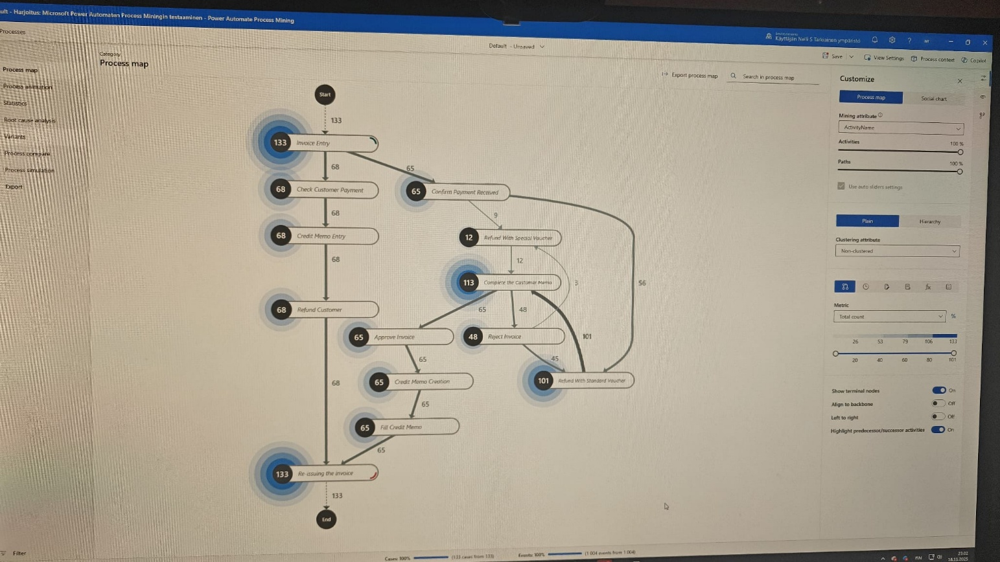 ult - Harjoitus: Microsoft Power Automaten Process Miningin testaaminen - Power Automate Process Mining
Processes
Default - Unsaved
Environments
Käyttäjän Nelli S Tarkiainen ympäristö
Save
View Settings
Process context
Copilot
Category
Process map
Export process map
Search in process map
Process map
Process animation
Statistics
Root cause analysis
Variants
Process compare
Process simulation
Export
Filter
Start
133
133 Invoice Entry
68
65
68 Check Customer Payment
65 Confirm Payment Received
68
9
68 Credit Memo Entry
12 Refund With Special Voucher
68
12
113 Complete the Customer Memo
3
56
65
48
68 Refund Customer
65 Approve Invoice
48 Reject Invoice
101
65
45
68
65 Credit Memo Creation
101 Refund With Standard Voucher
65
65 Fill Credit Memo
65
133 Re-issuing the invoice
133
End
Customize
Process map
Social chart
Mining attribute
ActivityName
Activities
100 %
Paths
100 %
Use auto sliders settings
Plain
Hierarchy
Clustering attribute
Non-clustered
fx
Metric
Total count
%
26 53 79 106 133
20 40 60 80 101
Show terminal nodes On
Align to backbone Off
Left to right Off
Highlight predecessor/successor activities On
Cases: 100% (133 cases from 133)
Events: 100% (1 004 events from 1 004)
FIN
23.02
18.11.2025